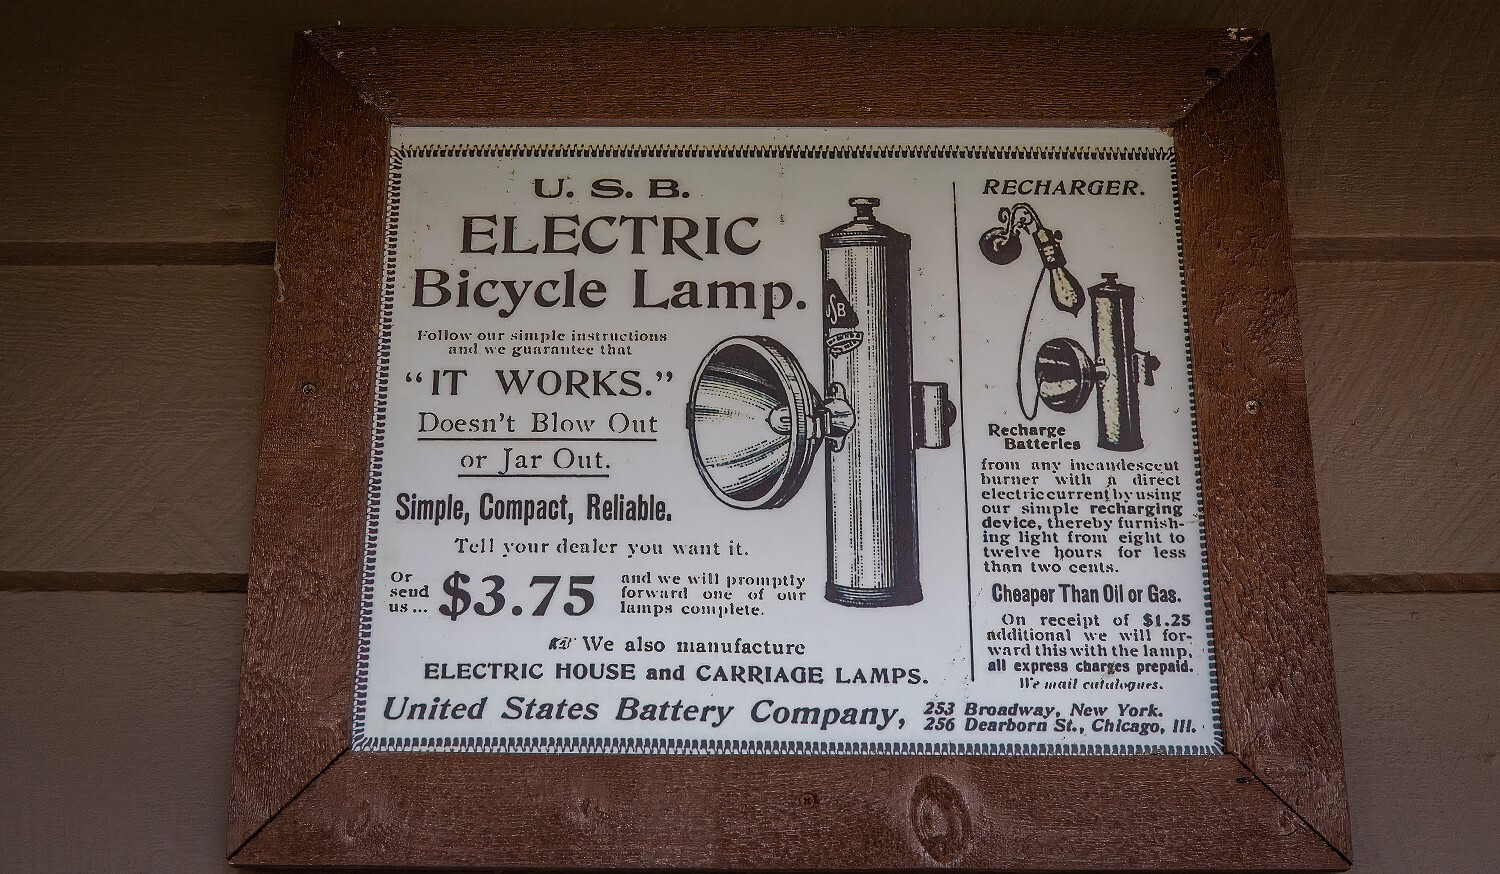 U. S. B.
ELECTRIC
Bicycle Lamp.
Follow our simple instructions
and we guarantee that
“IT WORKS.”
Doesn't Blow Out
or Jar Out.
Simple, Compact, Reliable.
Tell your dealer you want it.
Or
send
us...
$3.75
and we will promptly
forward one of our
lamps complete.
We also manufacture
ELECTRIC HOUSE and CARRIAGE LAMPS.
USB
RECHARGER.
Recharge
Batteries
from any incandescent
burner with a direct
electric current by using
our simple recharging
device, thereby furnish-
ing light from eight to
twelve hours for less
than two cents.
Cheaper Than Oil or Gas.
On receipt of $1.25
additional we will for-
ward this with the lamp,
all express charges prepaid.
We mail catalogues.
United States Battery Company,
253 Broadway, New York.
256 Dearborn St., Chicago, Ill.